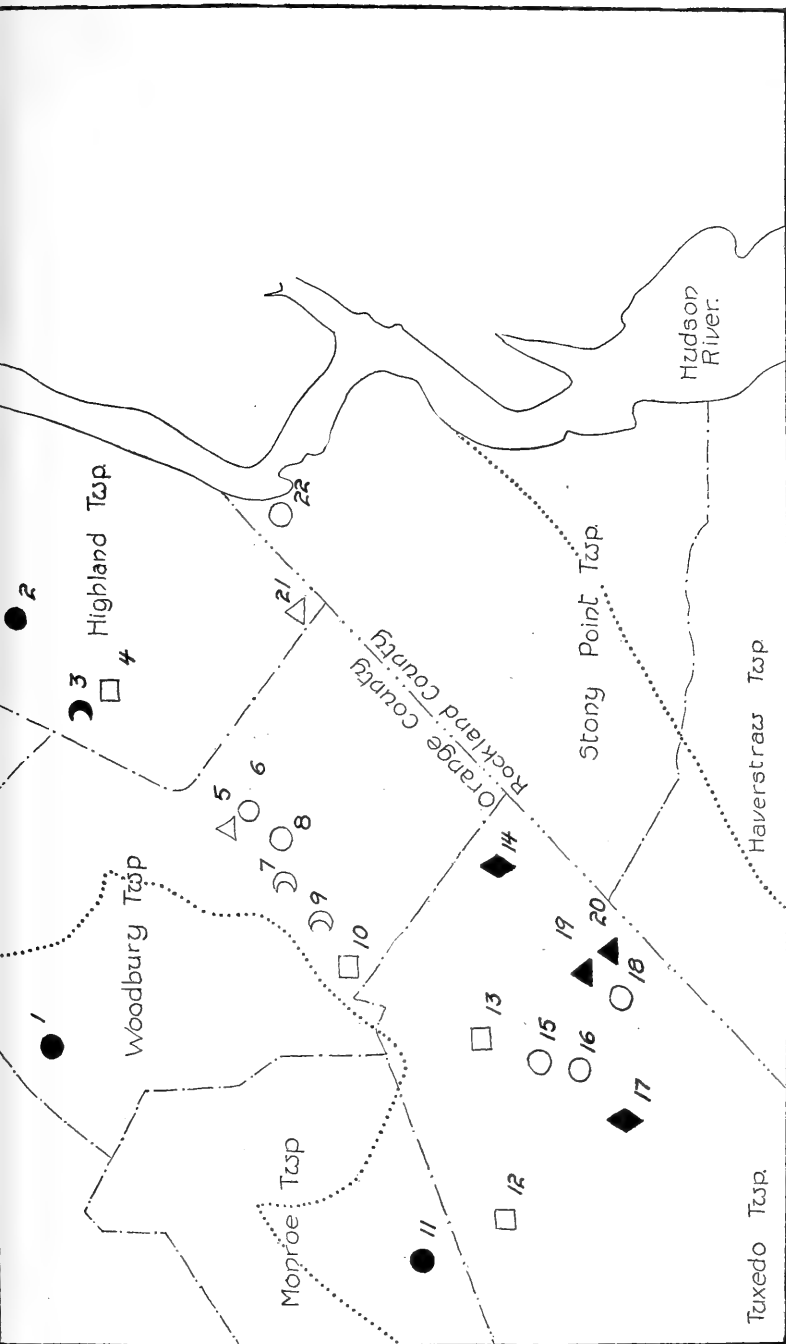 2
Highland Twp.
3
4
1
Woodbury Twp
5
6
7
8
9
10
21
22
Hudson
River.
Orange County
Rockland County
Stony Point Twp.
Haverstraw Twp
14
19
20
18
13
15
16
17
12
11
Monroe Twp
Tuxedo Twp.